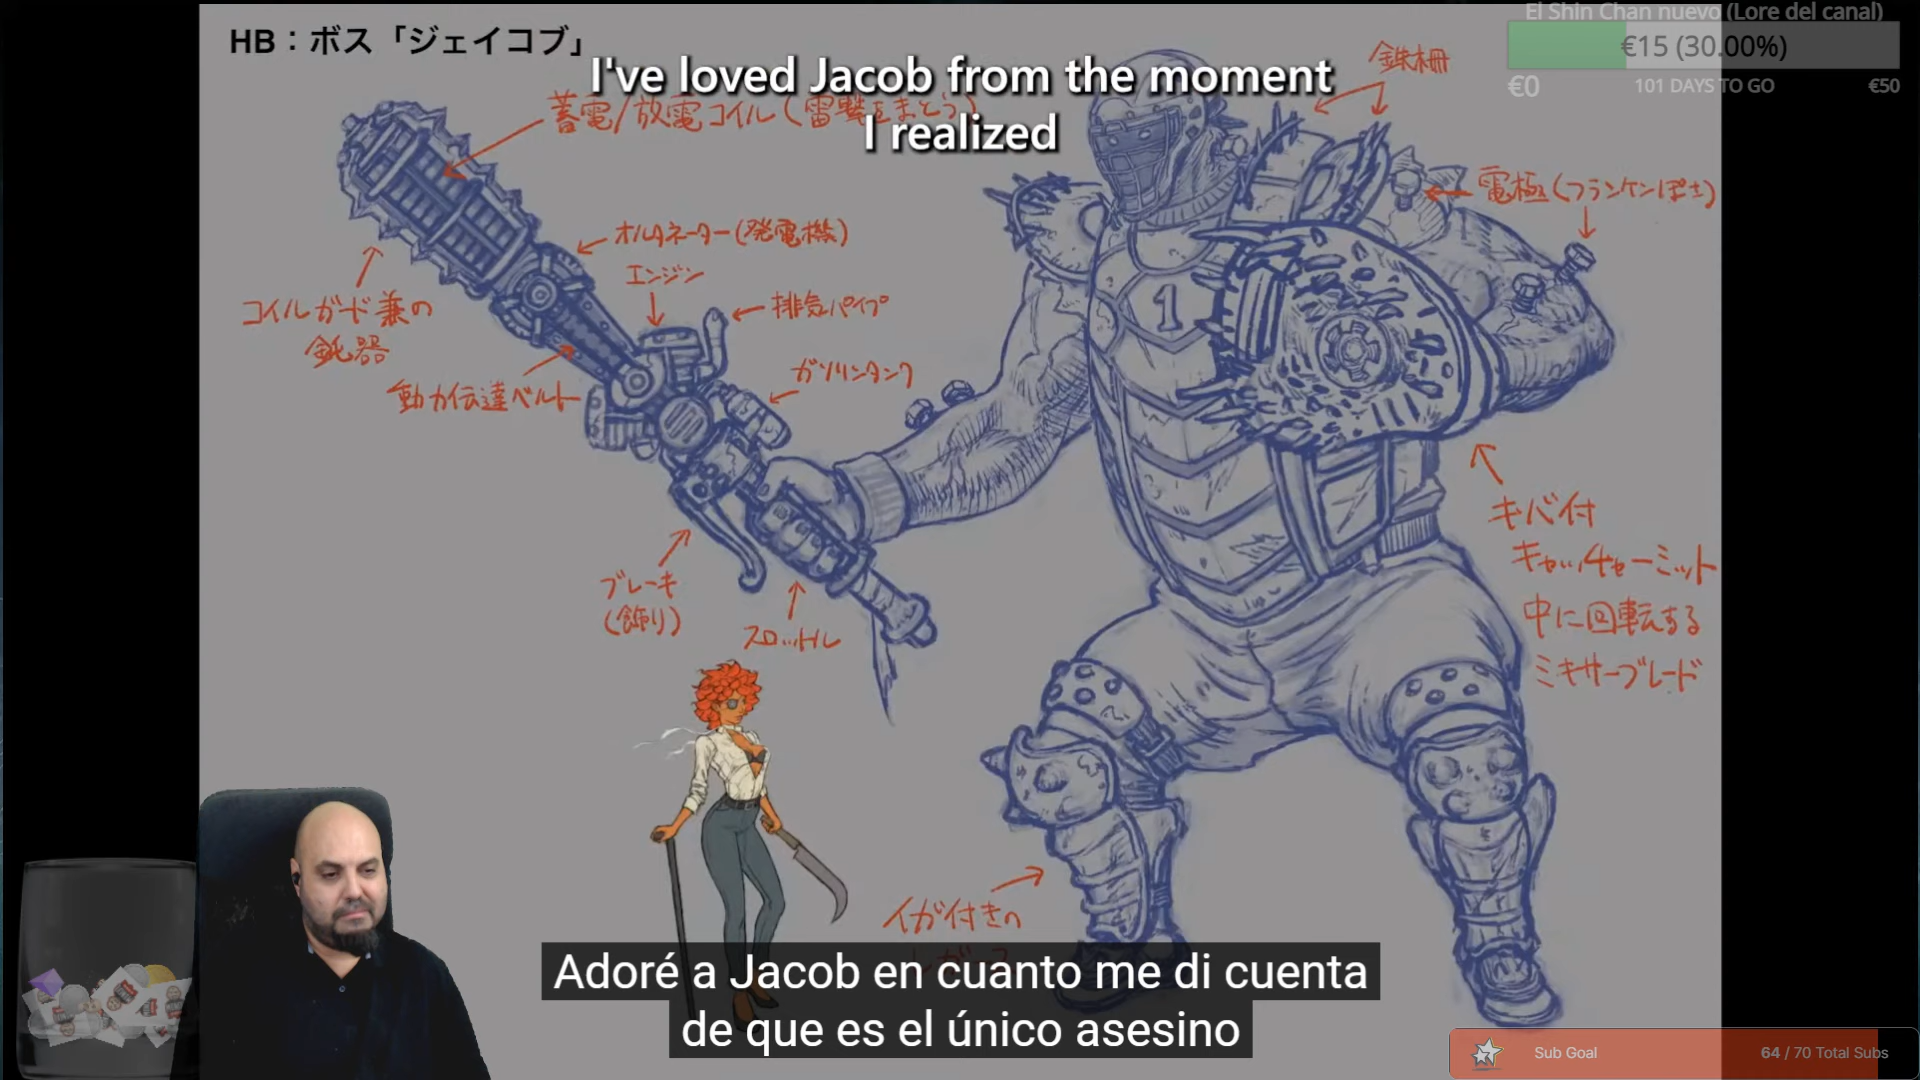 HB：ボス「ジェイコブ」
El Shin Chan nuevo (Lore del canal)
€15 (30.00%)
€0
101 DAYS TO GO
€50
I've loved Jacob from the moment
I realized
蓄電/放電コイル(雷撃をまとう)
鉄柵
電極(フランケンぽさ)
オルタネーター(発電機)
エンジン
排気パイプ
コイルガード兼の
鈍器
動力伝達ベルト
ガソリンタンク
1
ブレーキ
(飾り)
スロットル
キバ付
キャッチャーミット
中に回転する
ミキサーブレード
イガ付きの
Adoré a Jacob en cuanto me di cuenta
de que es el único asesino
Sub Goal
64 / 70 Total Subs